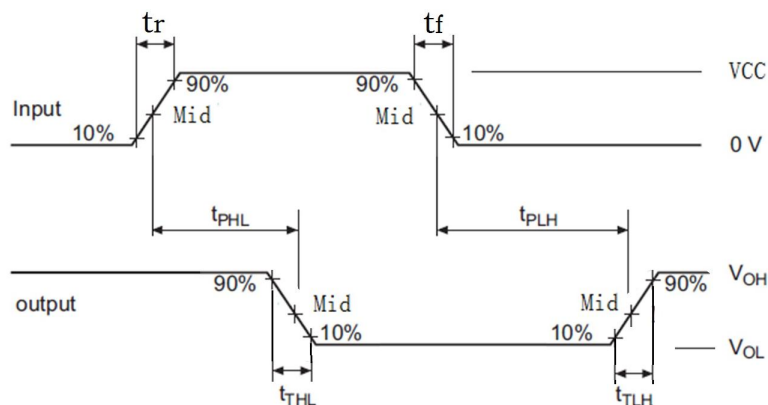 tr tf
90% 90% VCC
Input Mid Mid
10% 10% 0 V
tPHL tPLH
90% 90% VOH
output Mid Mid
10% 10% VOL
tTHL tTLH